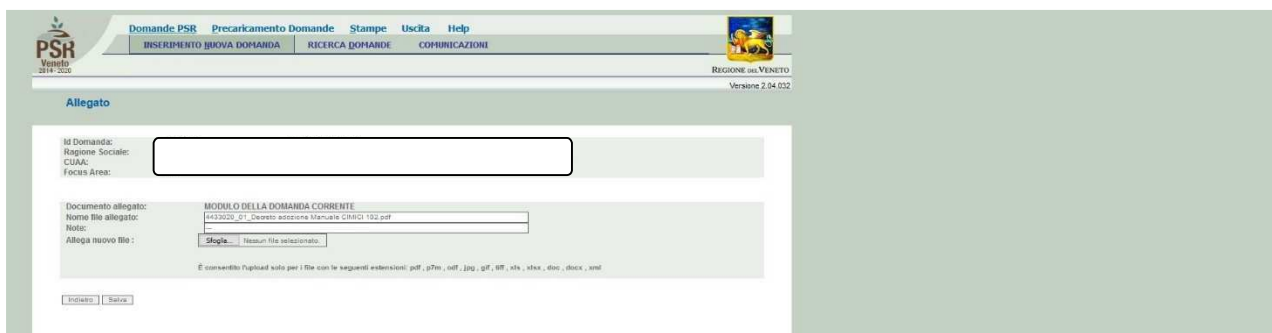 Domande PSR Precaricamento Domande Stampe Uscita Help
INSERIMENTO NUOVA DOMANDA RICERCA DOMANDE COMUNICAZIONI
PSR
Veneto
2014-2020
REGIONE DEL VENETO
Versione 2.04.032
Allegato
Id Domanda:
Ragione Sociale:
CUAA:
Focus Area:
Documento allegato: MODULO DELLA DOMANDA CORRENTE
Nome file allegato: 4433020_01_Decreto adozione Manuale CIMICI 102.pdf
Note: ---
Allega nuovo file : Sfoglia... Nessun file selezionato.
È consentito l'upload solo per i file con le seguenti estensioni: pdf , p7m , odf , jpg , gif , tiff , xls , xlsx , doc , docx , xml
Indietro Salva